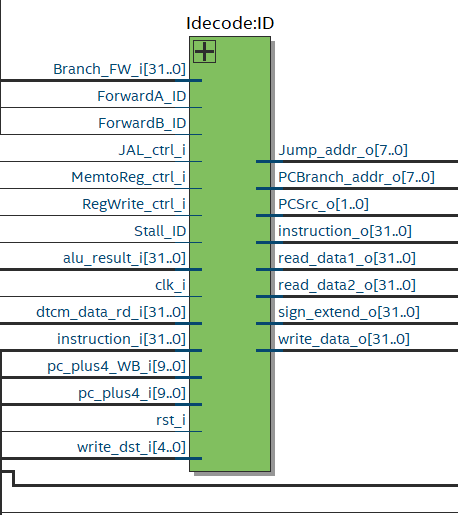 Idecode:ID
Branch_FW_i[31..0]
ForwardA_ID
ForwardB_ID
JAL_ctrl_i
MemtoReg_ctrl_i
RegWrite_ctrl_i
Stall_ID
alu_result_i[31..0]
clk_i
dtcm_data_rd_i[31..0]
instruction_i[31..0]
pc_plus4_WB_i[9..0]
pc_plus4_i[9..0]
rst_i
write_dst_i[4..0]
Jump_addr_o[7..0]
PCBranch_addr_o[7..0]
PCSrc_o[1..0]
instruction_o[31..0]
read_data1_o[31..0]
read_data2_o[31..0]
sign_extend_o[31..0]
write_data_o[31..0]